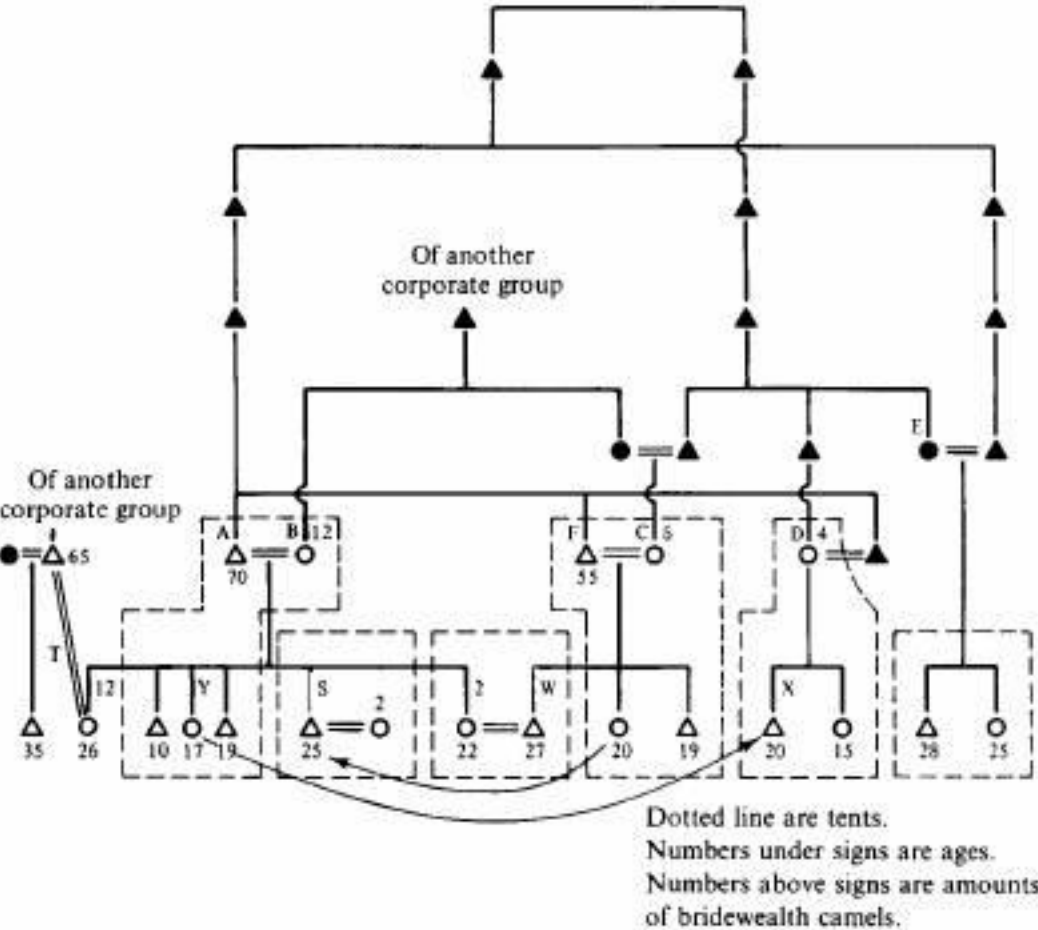 Of another
corporate group
E
Of another
corporate group
A
B 12
F
C 6
D 4
65
70
55
T
12
Y
S
2
2
W
X
35
26
10
17
19
25
22
27
20
19
20
15
28
25
Dotted line are tents.
Numbers under signs are ages.
Numbers above signs are amounts
of bridewealth camels.